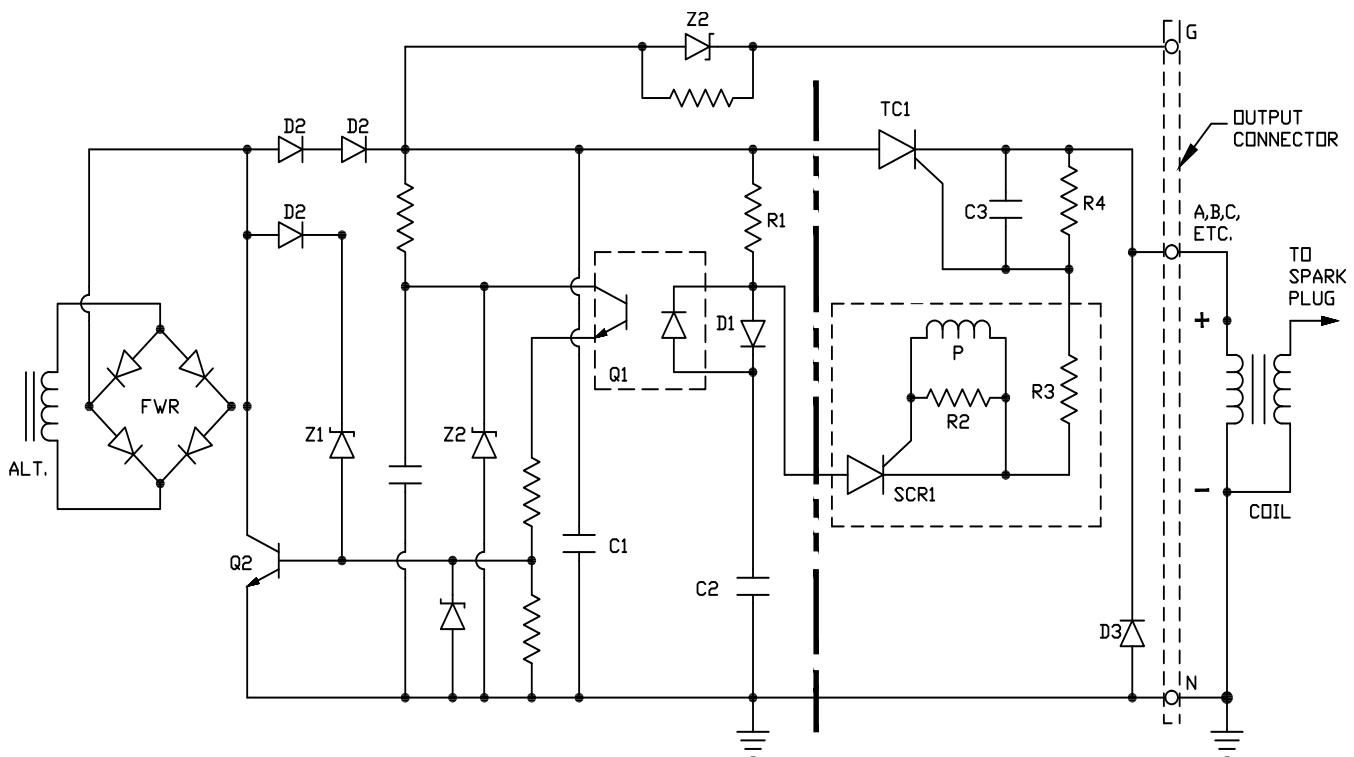 Z2
G
TC1
OUTPUT
CONNECTOR
D2
D2
D2
R1
C3
R4
A,B,C,
ETC.
TO
SPARK
PLUG
+
D1
P
Q1
R3
FWR
R2
Z1
Z2
ALT.
SCR1
-
COIL
Q2
C1
C2
D3
N